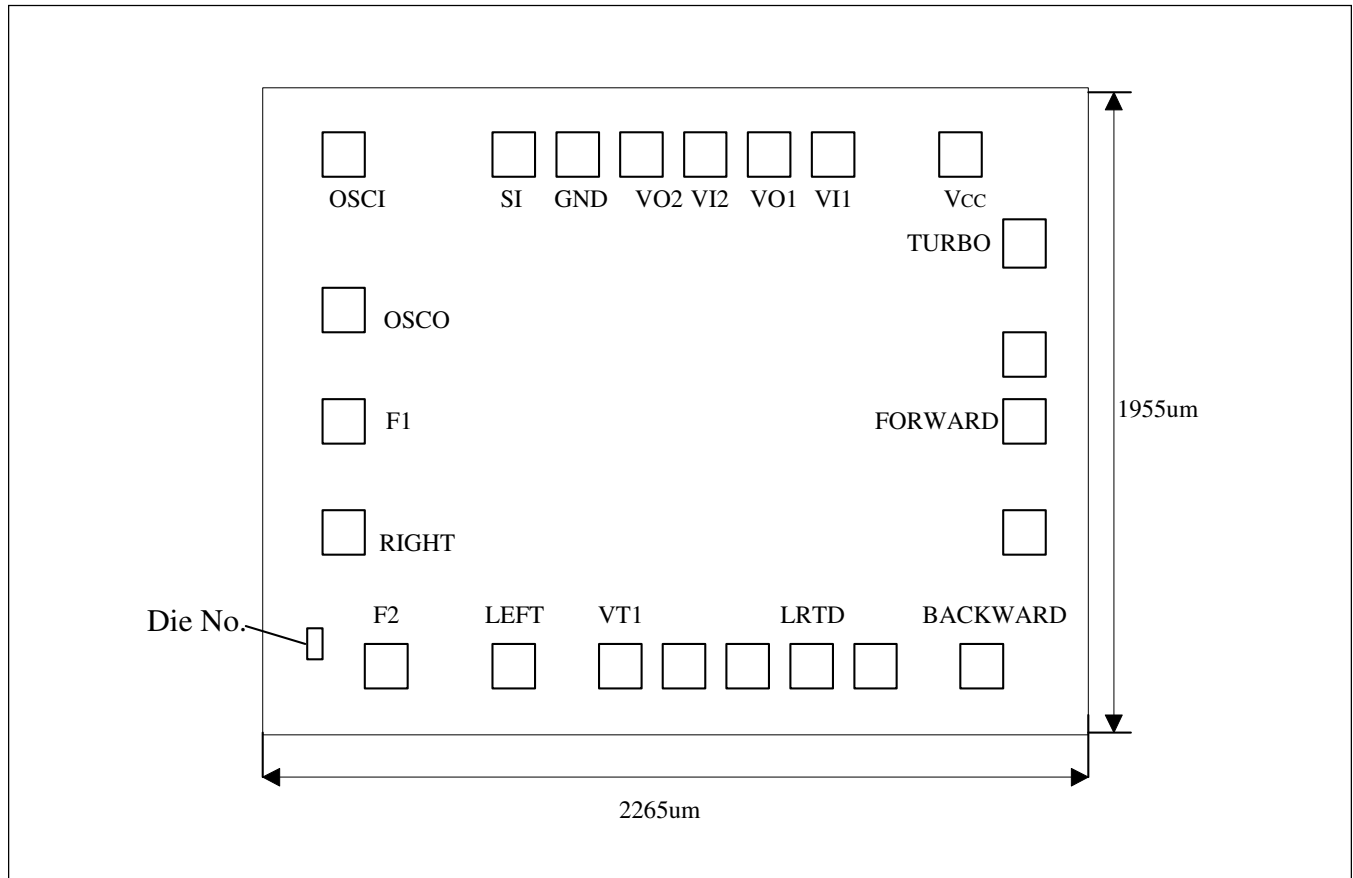 OSCI SI GND VO2 VI2 VO1 VI1 VCC
TURBO
OSCO
F1 FORWARD 1955um
RIGHT
F2 LEFT VT1 LRTD BACKWARD
Die No.
2265um